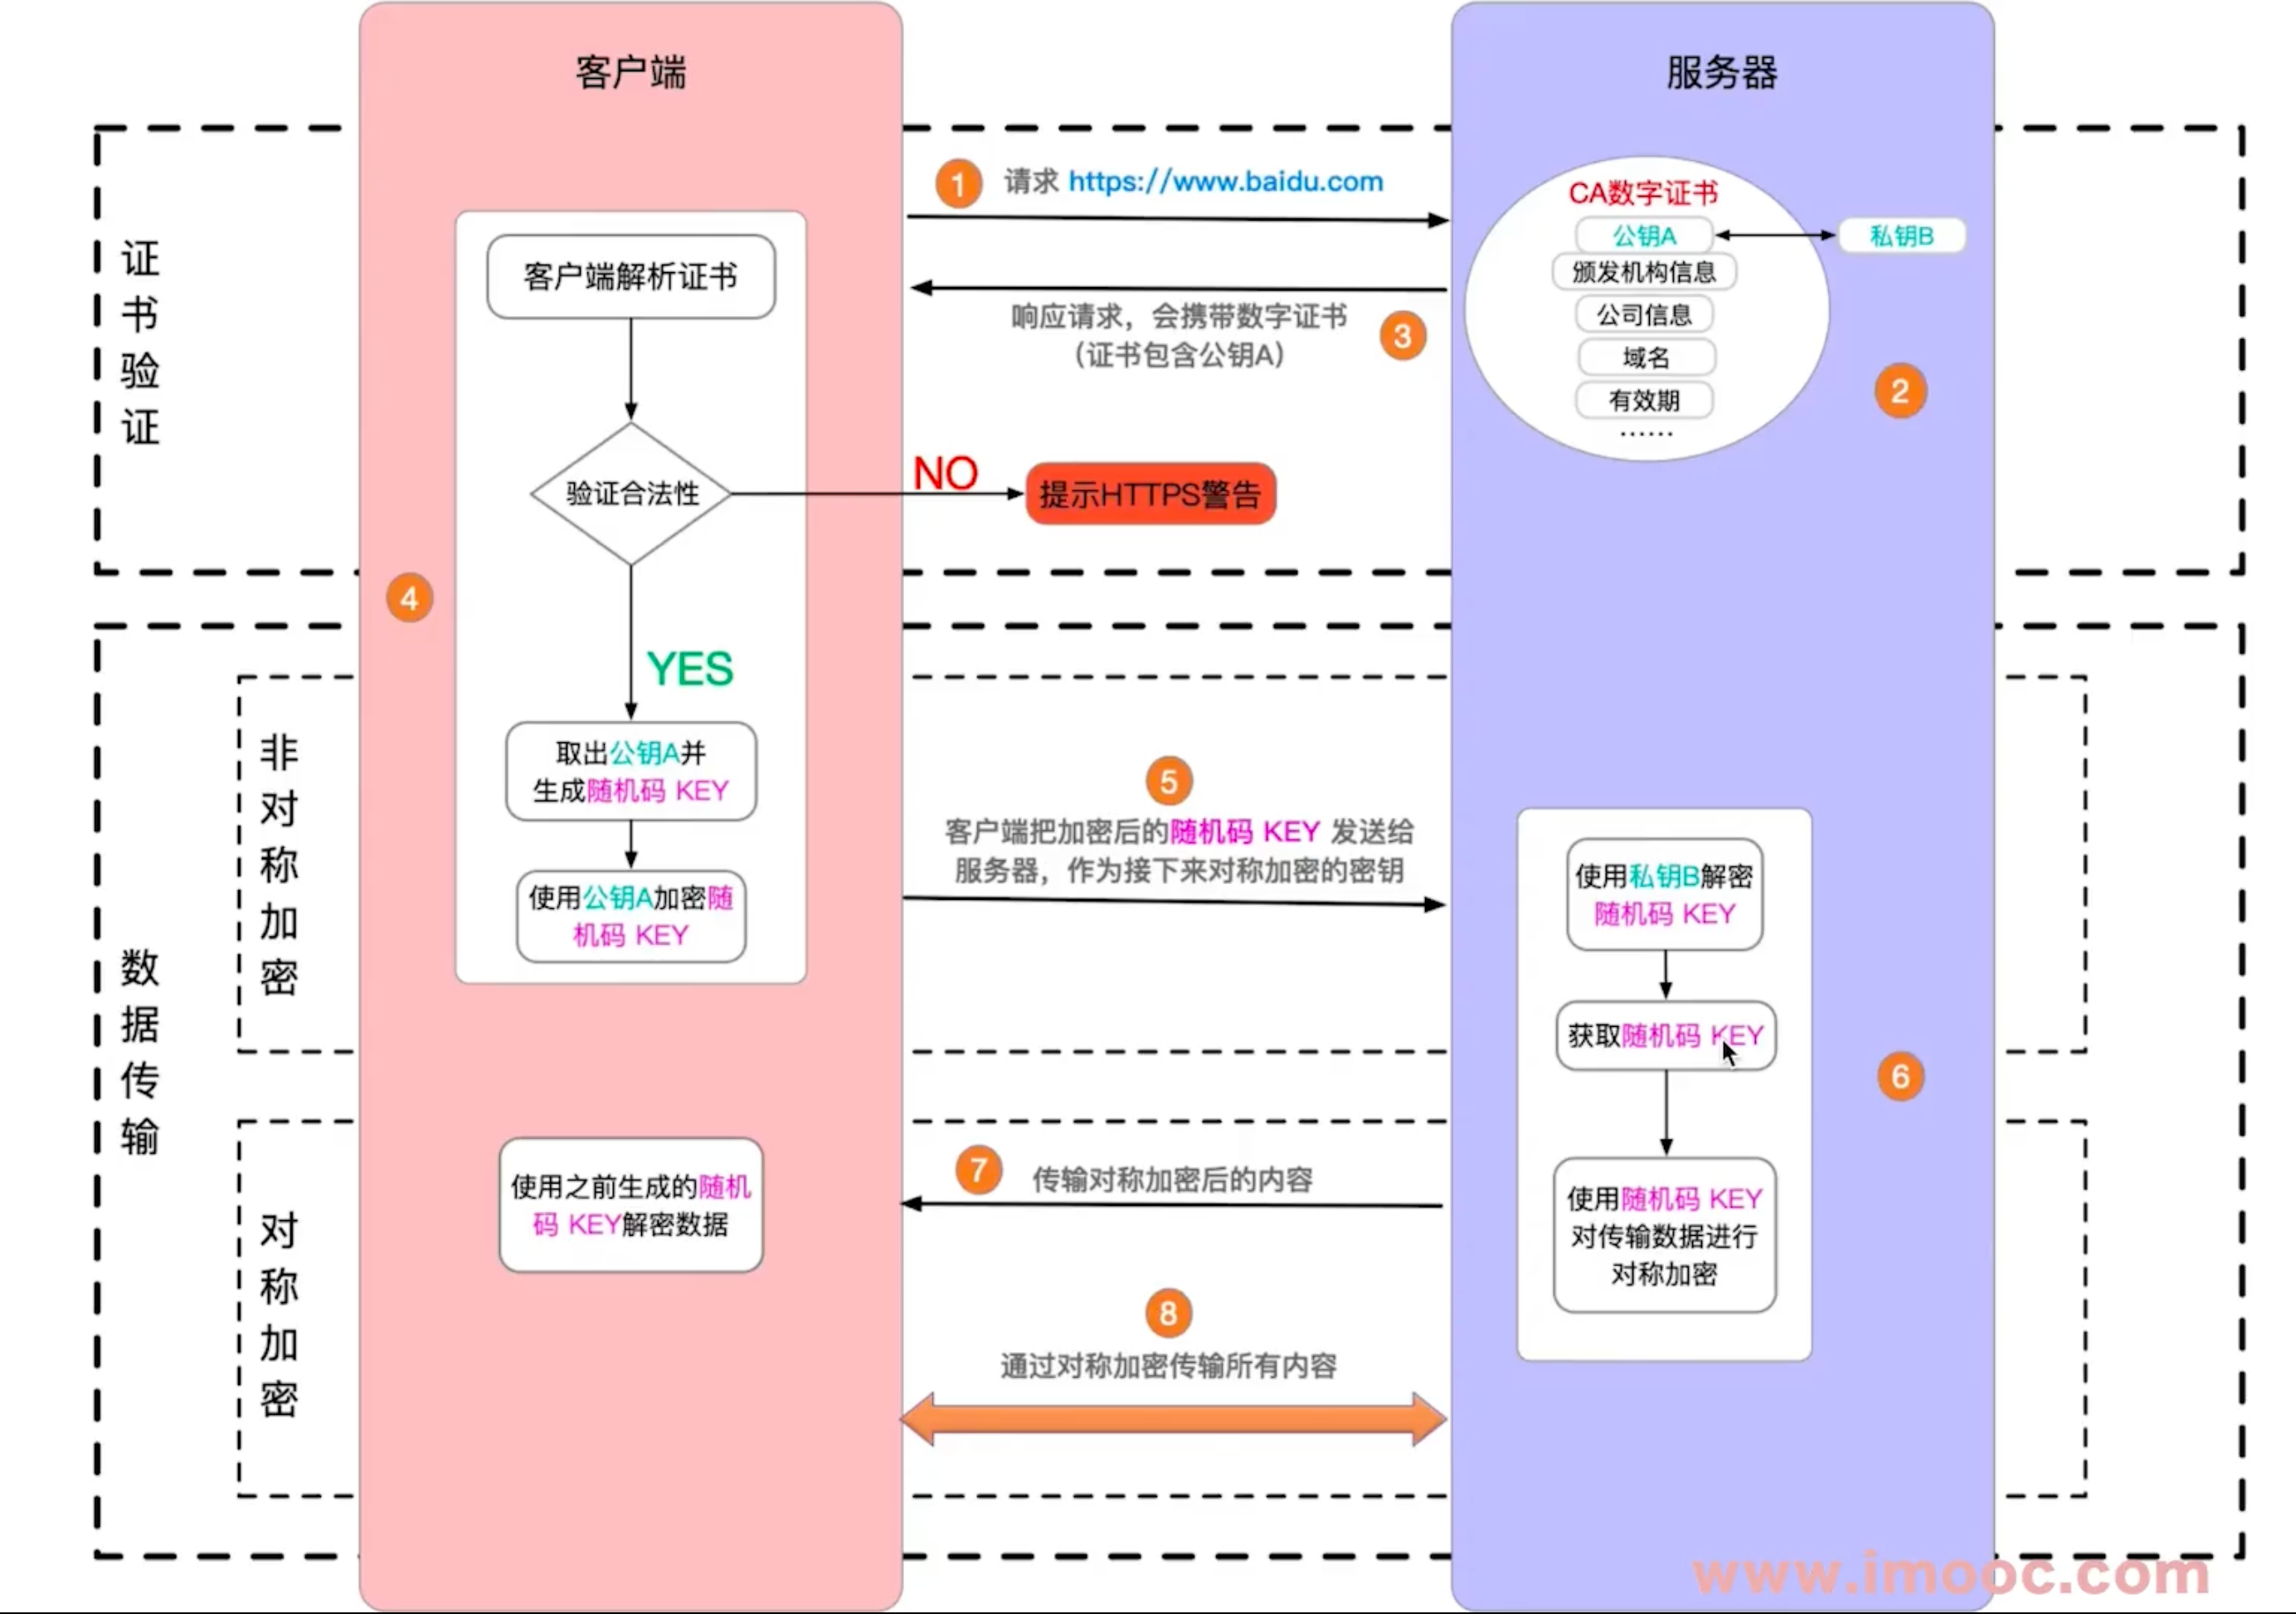 客户端
服务器
证书验证
1
请求 https://www.baidu.com
CA数字证书
公钥A
私钥B
颁发机构信息
公司信息
域名
有效期
......
2
响应请求，会携带数字证书
（证书包含公钥A）
3
客户端解析证书
验证合法性
NO
提示HTTPS警告
4
YES
数据传输
非对称加密
取出公钥A并
生成随机码 KEY
使用公钥A加密随
机码 KEY
5
客户端把加密后的随机码 KEY 发送给
服务器，作为接下来对称加密的密钥
使用私钥B解密
随机码 KEY
获取随机码 KEY
6
使用随机码 KEY
对传输数据进行
对称加密
对称加密
7
传输对称加密后的内容
使用之前生成的随机
码 KEY解密数据
8
通过对称加密传输所有内容
www.imooc.com